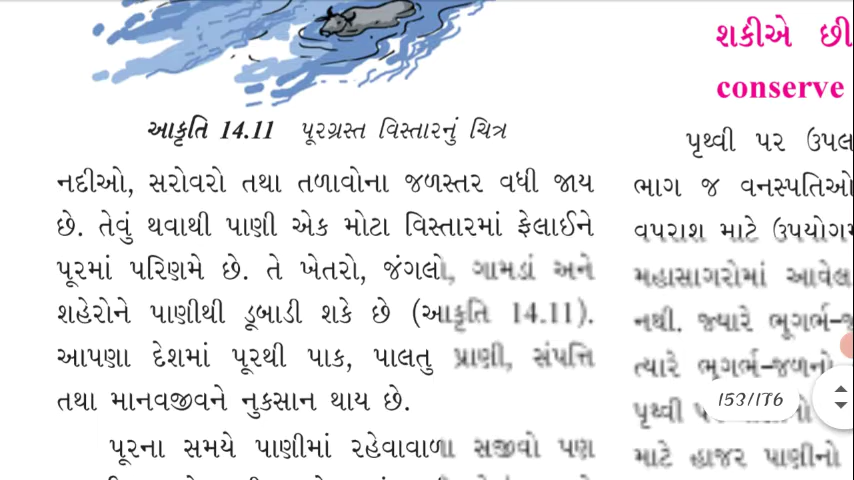 આકૃતિ 14.11 પૂરગ્રસ્ત વિસ્તારનું ચિત્ર
નદીઓ, સરોવરો તથા તળાવોના જળસ્તર વધી જાય
છે. તેવું થવાથી પાણી એક મોટા વિસ્તારમાં ફેલાઈને
પૂરમાં પરિણમે છે. તે ખેતરો, જંગલો, ગામડાં અને
શહેરોને પાણીથી ડૂબાડી શકે છે (આકૃતિ 14.11).
આપણા દેશમાં પૂરથી પાક, પાલતુ પ્રાણી, સંપત્તિ
તથા માનવજીવને નુકસાન થાય છે.
પૂરના સમયે પાણીમાં રહેવાવાળા સજીવો પણ
શકીએ છી
conserve
પૃથ્વી પર ઉપલ
ભાગ જ વનસ્પતિઓ
વપરાશ માટે ઉપયોગ
મહાસાગરોમાં આવેલ
નથી. જ્યારે ભૂગર્ભ-જ
ત્યારે ભૂગર્ભ-જળનો
પૃથ્વી
માટે હાજર પાણીનો
153/176